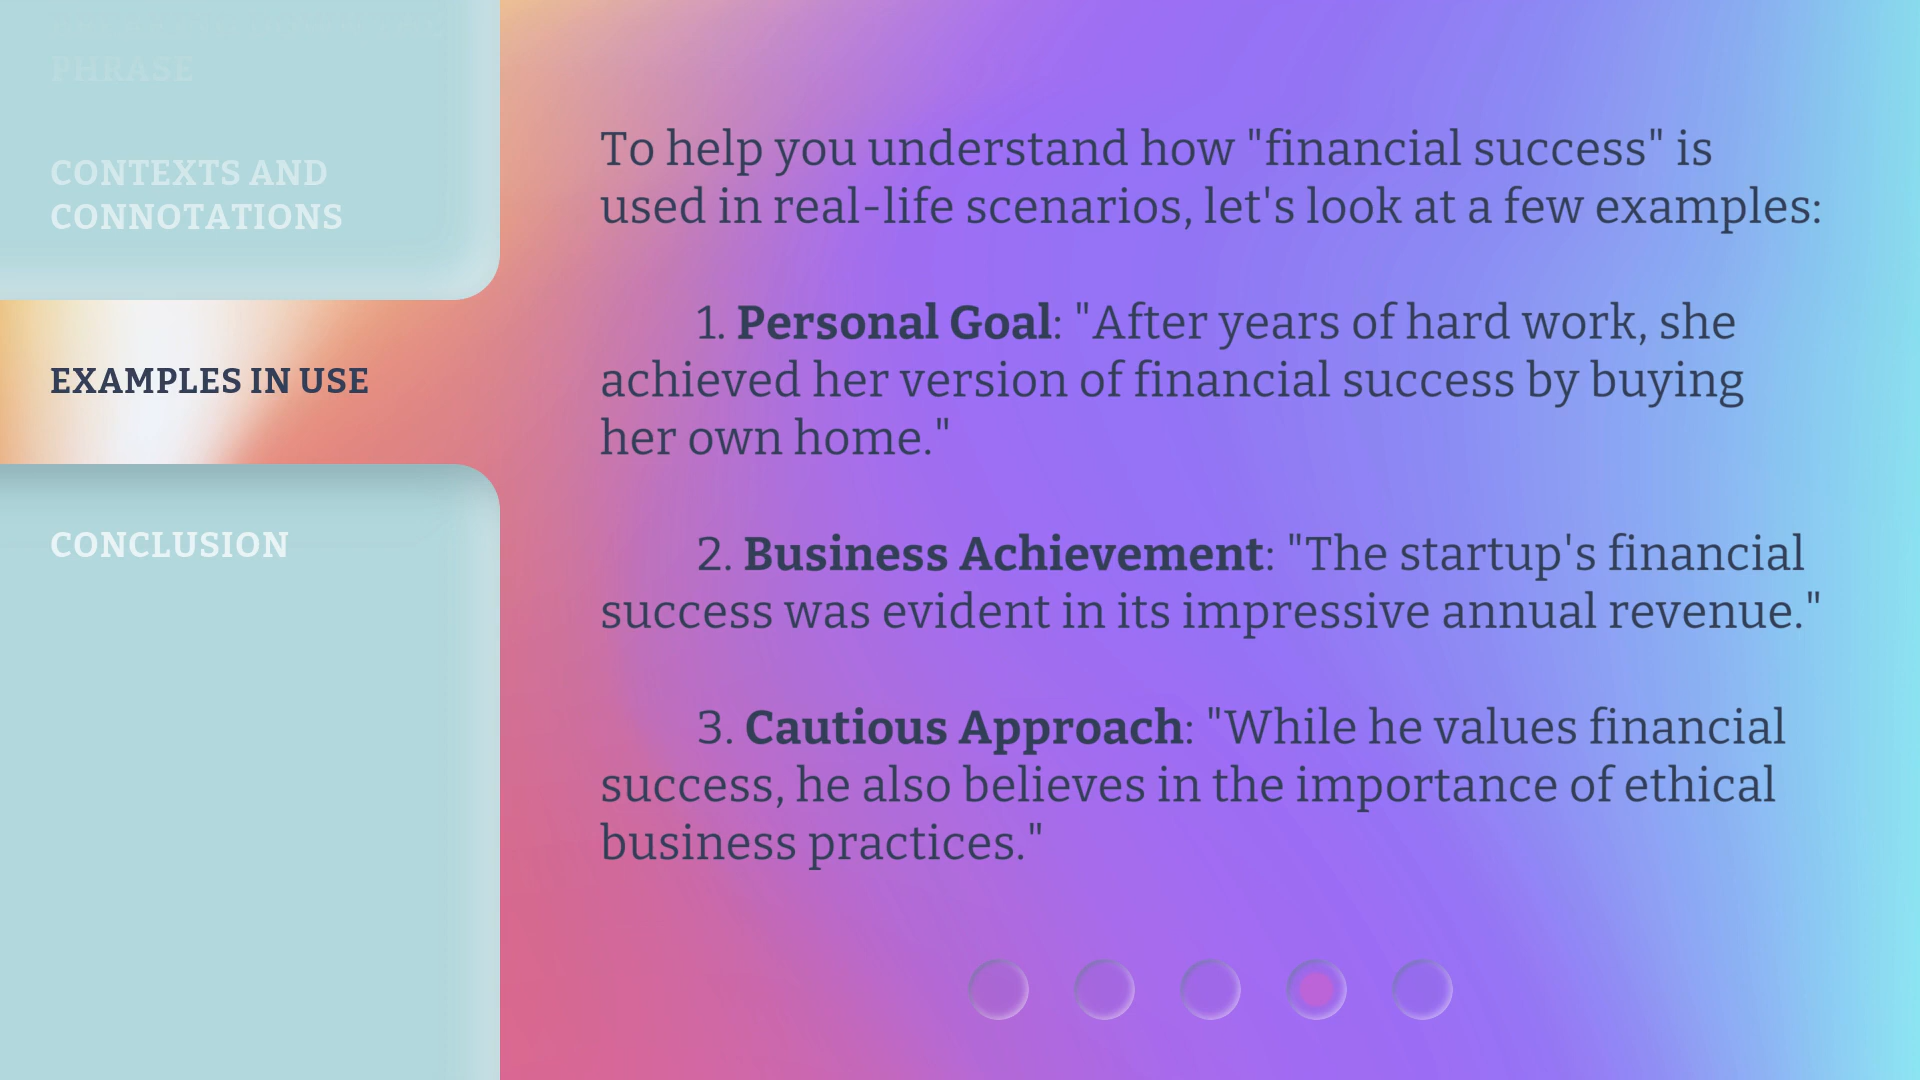 PHRASE
CONTEXTS AND
CONNOTATIONS
EXAMPLES IN USE
CONCLUSION
To help you understand how "financial success" is
used in real-life scenarios, let's look at a few examples:
1. Personal Goal: "After years of hard work, she
achieved her version of financial success by buying
her own home."
2. Business Achievement: "The startup's financial
success was evident in its impressive annual revenue."
3. Cautious Approach: "While he values financial
success, he also believes in the importance of ethical
business practices."